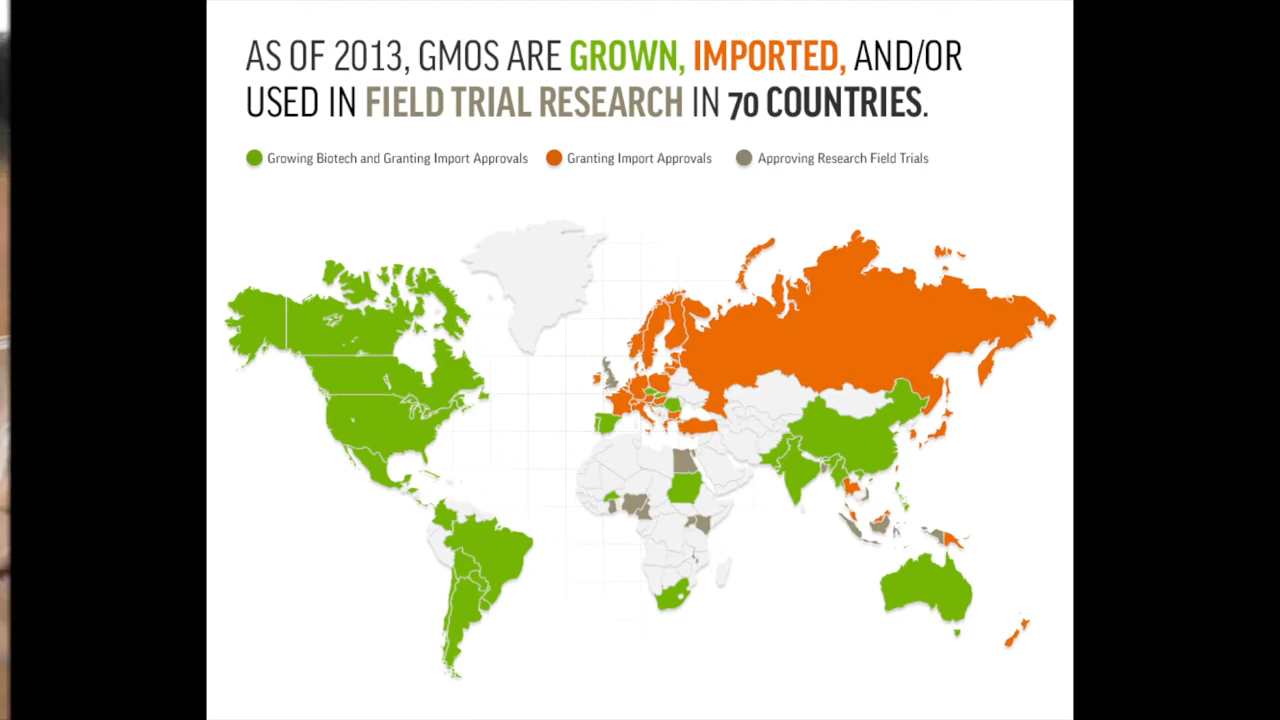 AS OF 2013, GMOS ARE GROWN, IMPORTED, AND/OR
USED IN FIELD TRIAL RESEARCH IN 70 COUNTRIES.
Growing Biotech and Granting Import Approvals
Granting Import Approvals
Approving Research Field Trials